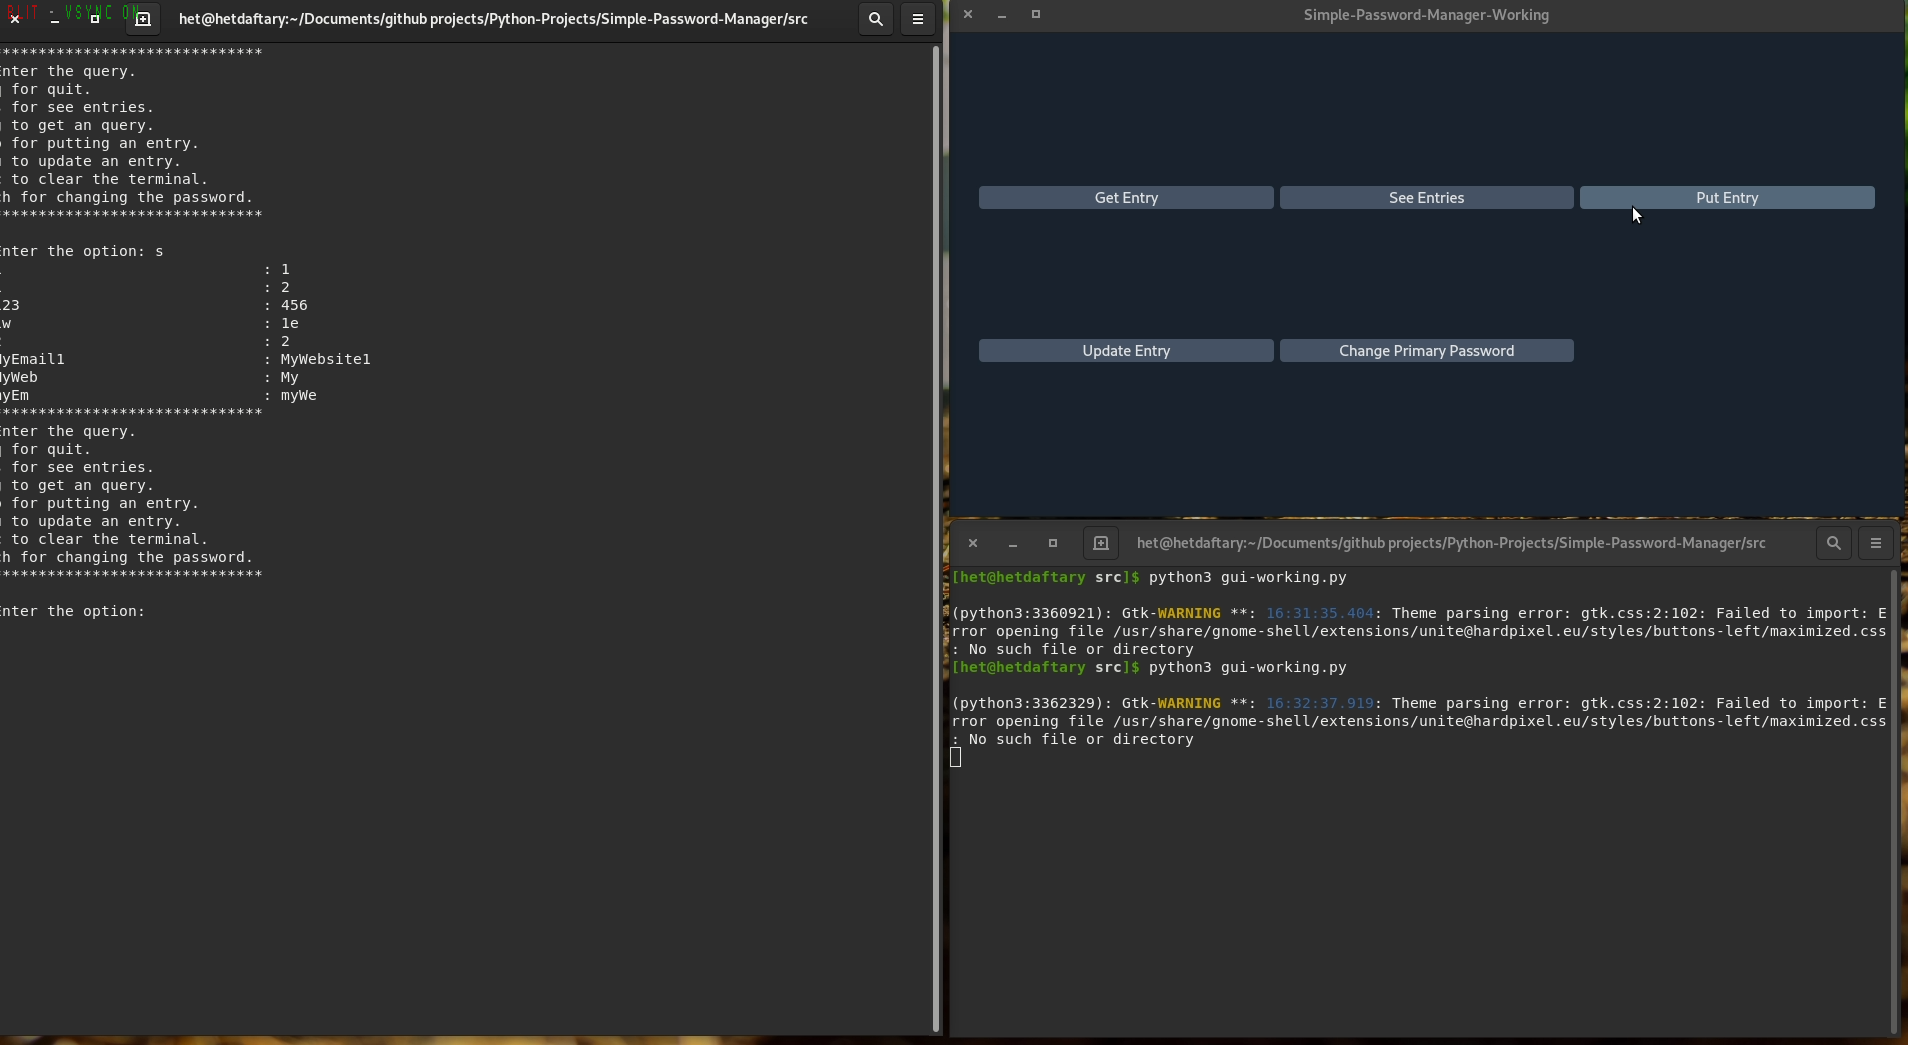 BLIT - VSYNC ON
het@hetdaftary:~/Documents/github projects/Python-Projects/Simple-Password-Manager/src
*****************************
Enter the query.
for quit.
for see entries.
to get an query.
for putting an entry.
to update an entry.
to clear the terminal.
ch for changing the password.
*****************************
Enter the option: s
: 1
: 2
23 : 456
w : 1e
: 2
MyEmail1 : MyWebsite1
MyWeb : My
myEm : myWe
*****************************
Enter the query.
for quit.
for see entries.
to get an query.
for putting an entry.
to update an entry.
to clear the terminal.
ch for changing the password.
*****************************
Enter the option:
Simple-Password-Manager-Working
Get Entry See Entries Put Entry
Update Entry Change Primary Password
het@hetdaftary:~/Documents/github projects/Python-Projects/Simple-Password-Manager/src
[het@hetdaftary src]$ python3 gui-working.py
(python3:3360921): Gtk-WARNING **: 16:31:35.404: Theme parsing error: gtk.css:2:102: Failed to import: E
rror opening file /usr/share/gnome-shell/extensions/unite@hardpixel.eu/styles/buttons-left/maximized.css
: No such file or directory
[het@hetdaftary src]$ python3 gui-working.py
(python3:3362329): Gtk-WARNING **: 16:32:37.919: Theme parsing error: gtk.css:2:102: Failed to import: E
rror opening file /usr/share/gnome-shell/extensions/unite@hardpixel.eu/styles/buttons-left/maximized.css
: No such file or directory